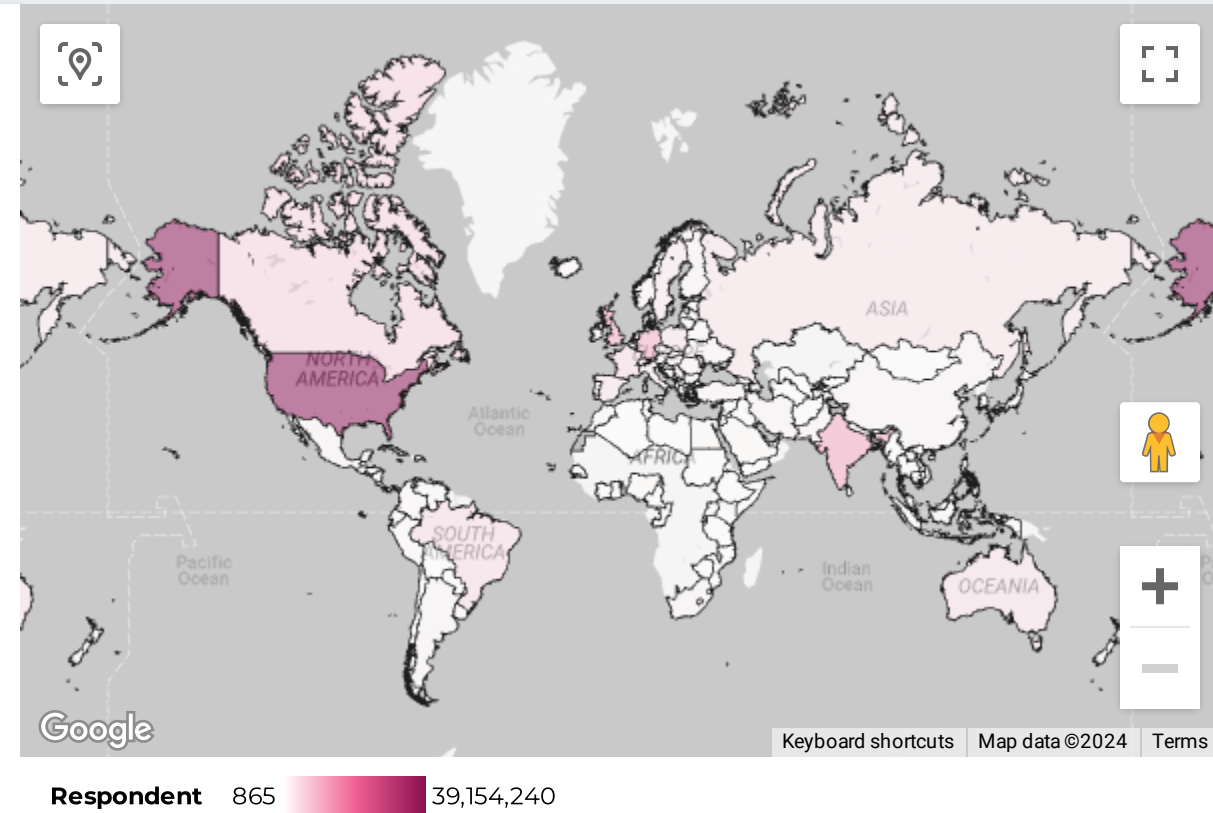 ASIA
NORTH
AMERICA
Atlantic
Ocean
AFRICA
SOUTH
AMERICA
Pacific
Ocean
Indian
Ocean
OCEANIA
Google
Keyboard shortcuts
Map data ©2024
Terms
Respondent 865 39,154,240